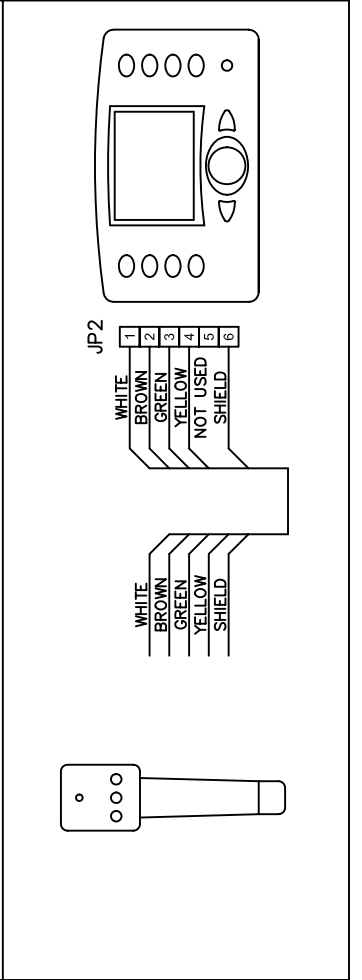 JP2
1
2
3
4
5
6
WHITE
BROWN
GREEN
YELLOW
NOT USED
SHIELD
WHITE
BROWN
GREEN
YELLOW
SHIELD